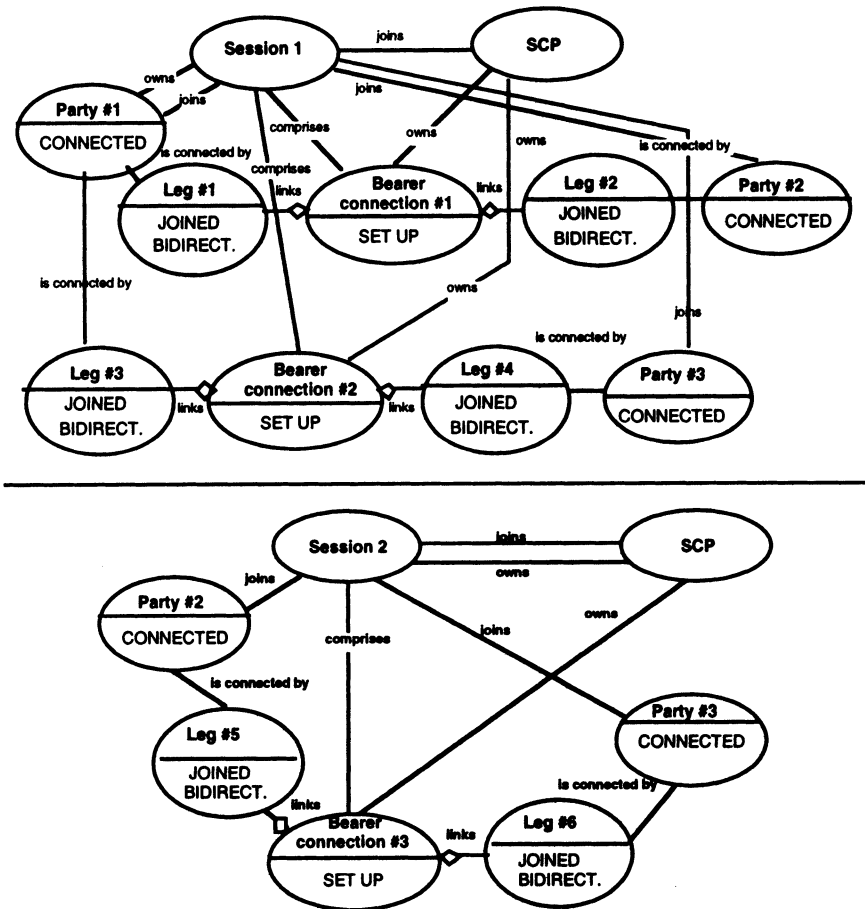 joins
Session 1
SCP
owns
joins
joins
Party #1
CONNECTED
comprises
owns
owns
is connected by
is connected by
comprises
Leg #1
links
Bearer
connection #1
links
Leg #2
Party #2
JOINED
BIDIRECT.
SET UP
JOINED
BIDIRECT.
CONNECTED
is connected by
owns
joins
is connected by
Leg #3
Bearer
connection #2
Leg #4
Party #3
JOINED
BIDIRECT.
links
SET UP
links
JOINED
BIDIRECT.
CONNECTED
Session 2
joins
SCP
owns
joins
Party #2
CONNECTED
comprises
joins
owns
is connected by
Party #3
CONNECTED
Leg #5
JOINED
BIDIRECT.
is connected by
links
Bearer
connection #3
links
Leg #6
SET UP
JOINED
BIDIRECT.